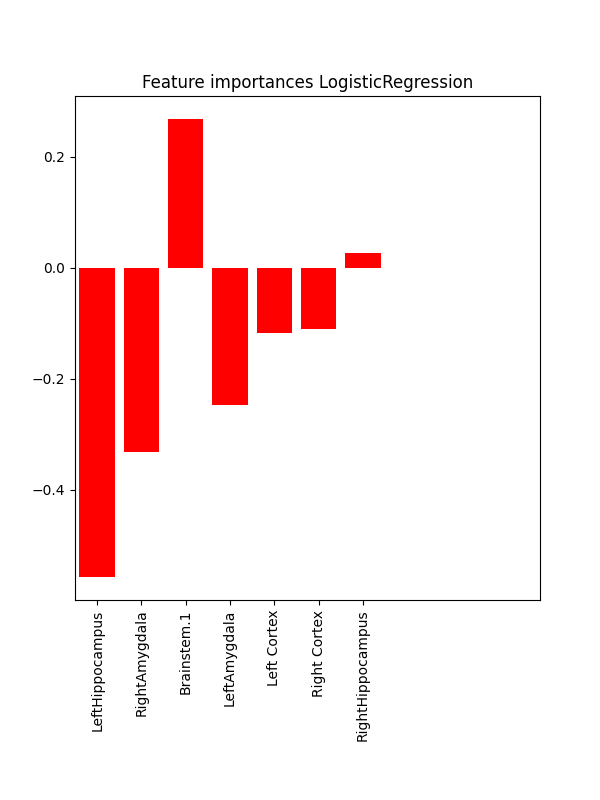 Feature importances LogisticRegression
0.2
0.0
−0.2
−0.4
LeftHippocampus
RightAmygdala
Brainstem.1
LeftAmygdala
Left Cortex
Right Cortex
RightHippocampus